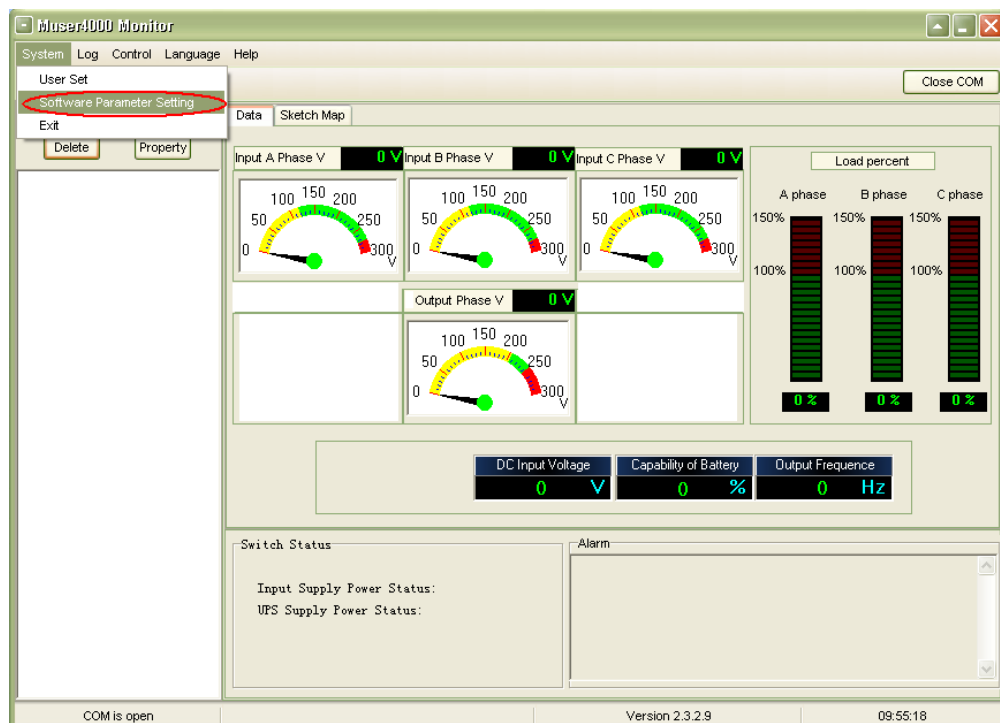 Muser4000 Monitor
System Log Control Language Help
User Set
Software Parameter Setting
Exit
Close COM
Delete Property
Data Sketch Map
Input A Phase V 0 V Input B Phase V 0 V Input C Phase V 0 V
0 50 100 150 200 250 300 V
0 50 100 150 200 250 300 V
0 50 100 150 200 250 300 V
Output Phase V 0 V
0 50 100 150 200 250 300 V
Load percent
A phase B phase C phase
150% 150% 150%
100% 100% 100%
0 % 0 % 0 %
DC Input Voltage Capability of Battery Output Frequence
0 V 0 % 0 Hz
Switch Status
Input Supply Power Status:
UPS Supply Power Status:
Alarm
COM is open Version 2.3.2.9 09:55:18